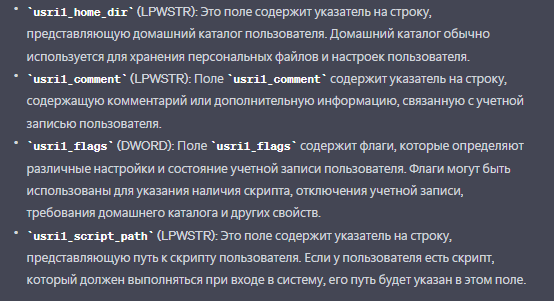 • `usri1_home_dir` (LPWSTR): Это поле содержит указатель на строку,
представляющую домашний каталог пользователя. Домашний каталог обычно
используется для хранения персональных файлов и настроек пользователя.
• `usri1_comment` (LPWSTR): Поле `usri1_comment` содержит указатель на строку,
содержащую комментарий или дополнительную информацию, связанную с учетной
записью пользователя.
• `usri1_flags` (DWORD): Поле `usri1_flags` содержит флаги, которые определяют
различные настройки и состояние учетной записи пользователя. Флаги могут быть
использованы для указания наличия скрипта, отключения учетной записи,
требования домашнего каталога и других свойств.
• `usri1_script_path` (LPWSTR): Это поле содержит указатель на строку,
представляющую путь к скрипту пользователя. Если у пользователя есть скрипт,
который должен выполняться при входе в систему, его путь будет указан в этом поле.